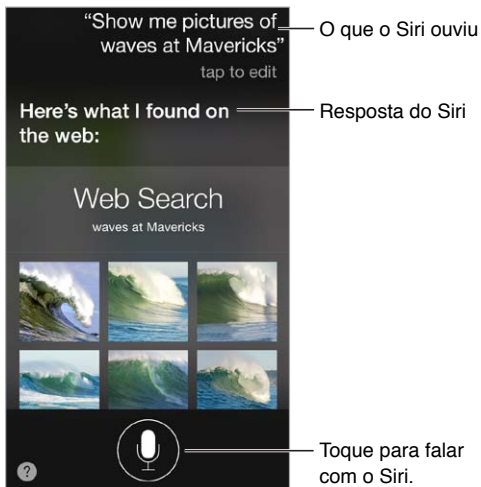 “Show me pictures of
waves at Mavericks”
tap to edit
O que o Siri ouviu
Here’s what I found on
the web:
Resposta do Siri
Web Search
waves at Mavericks
?
Toque para falar
com o Siri.